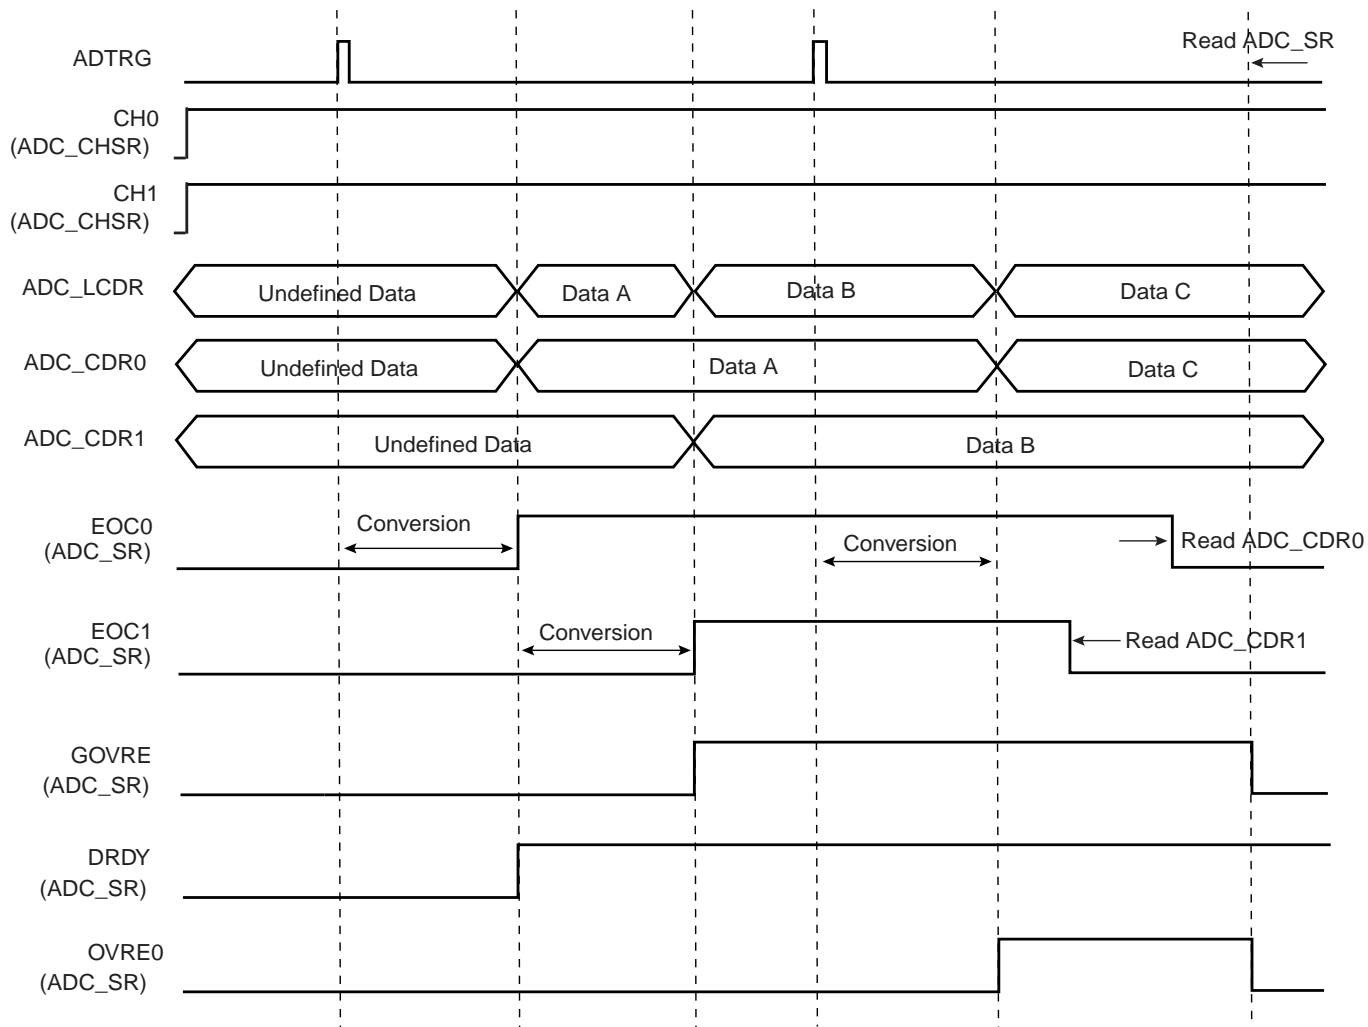 Read ADC_SR
ADTRG
CH0
(ADC_CHSR)
CH1
(ADC_CHSR)
ADC_LCDR
Undefined Data
Data A
Data B
Data C
ADC_CDR0
Undefined Data
Data A
Data C
ADC_CDR1
Undefined Data
Data B
EOC0
(ADC_SR)
Conversion
Conversion
Read ADC_CDR0
EOC1
(ADC_SR)
Conversion
Read ADC_CDR1
GOVRE
(ADC_SR)
DRDY
(ADC_SR)
OVRE0
(ADC_SR)